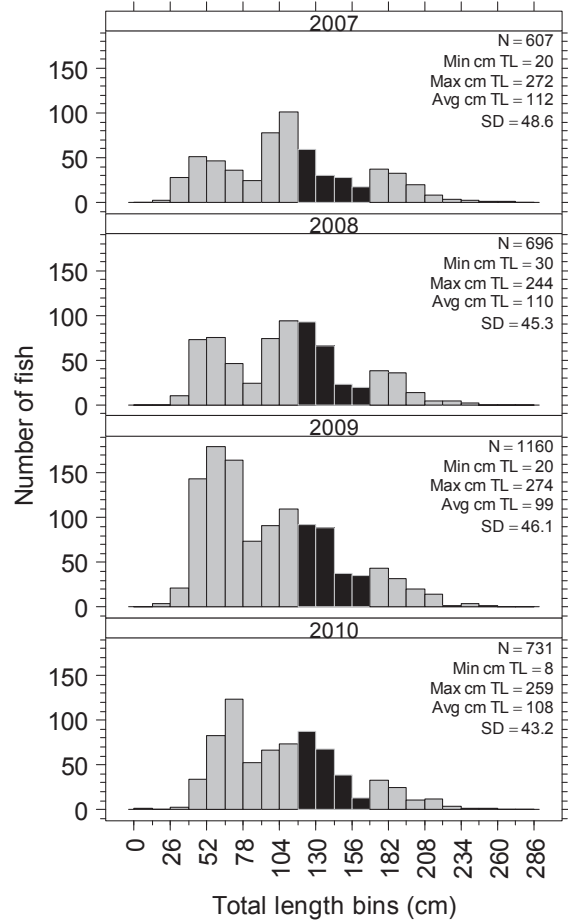 2007
N = 607
Min cm TL = 20
Max cm TL = 272
Avg cm TL = 112
SD = 48.6
150
100
50
0
2008
N = 696
Min cm TL = 30
Max cm TL = 244
Avg cm TL = 110
SD = 45.3
150
100
50
0
2009
N = 1160
Min cm TL = 20
Max cm TL = 274
Avg cm TL = 99
SD = 46.1
150
100
50
0
2010
N = 731
Min cm TL = 8
Max cm TL = 259
Avg cm TL = 108
SD = 43.2
150
100
50
0
Number of fish
0 26 52 78 104 130 156 182 208 234 260 286
Total length bins (cm)